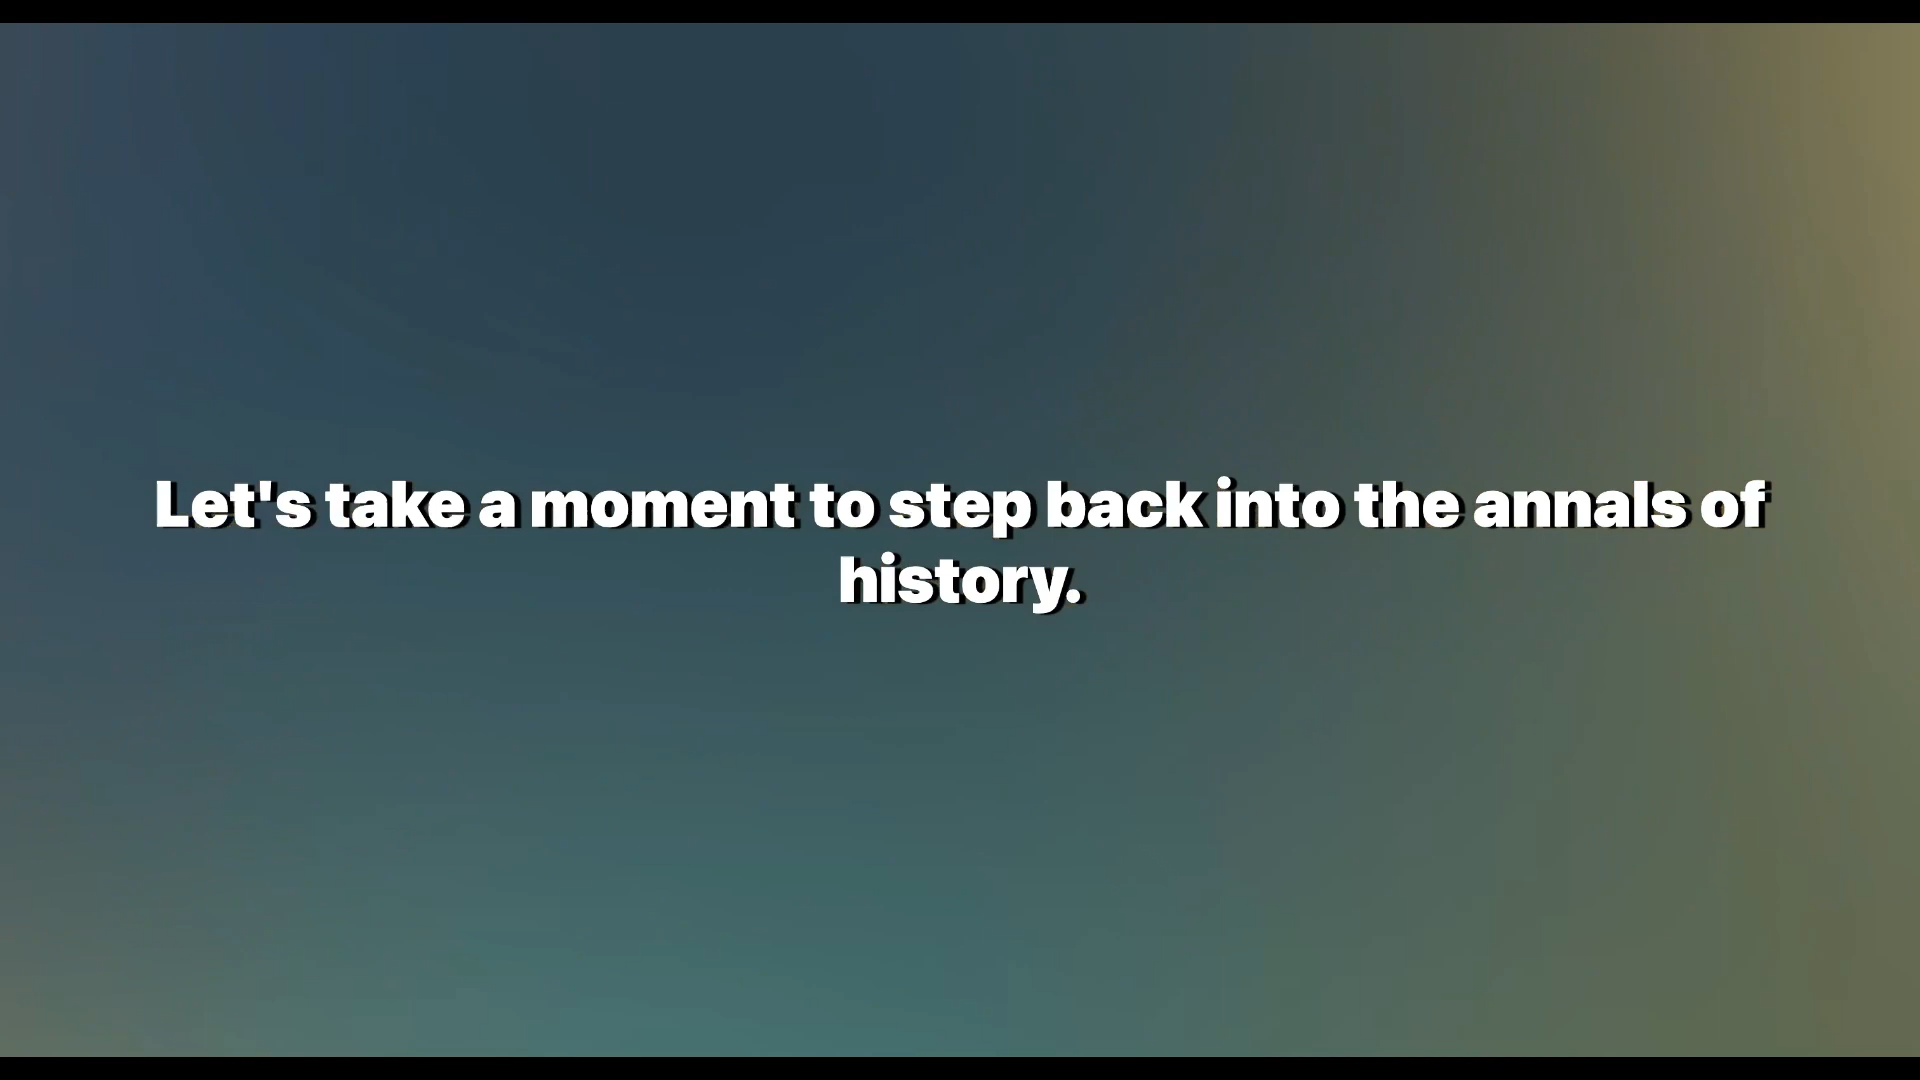 Let's take a moment to step back into the annals of
history.